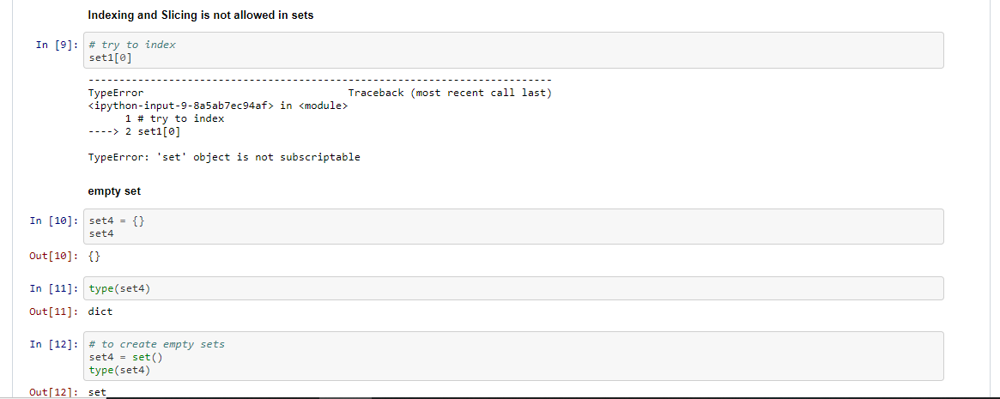 Indexing and Slicing is not allowed in sets
In [9]: # try to index
set1[0]
---------------------------------------------------------------------------
TypeError                                 Traceback (most recent call last)
<ipython-input-9-8a5ab7ec94af> in <module>
      1 # try to index
----> 2 set1[0]
TypeError: 'set' object is not subscriptable
empty set
In [10]: set4 = {}
set4
Out[10]: {}
In [11]: type(set4)
Out[11]: dict
In [12]: # to create empty sets
set4 = set()
type(set4)
Out[12]: set